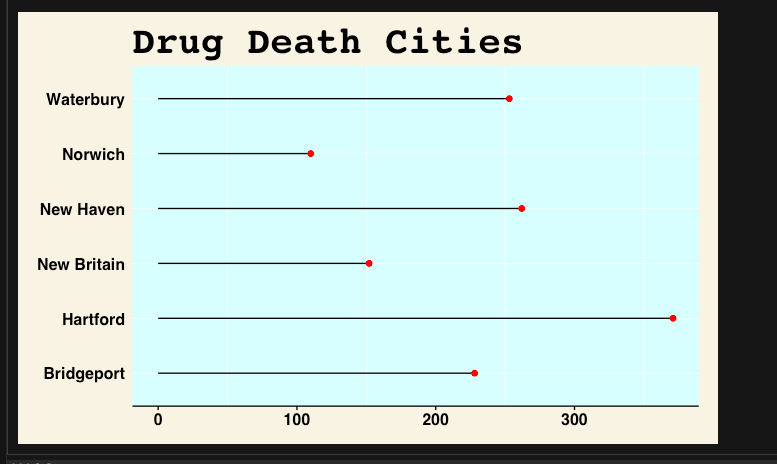 Drug Death Cities
Waterbury
Norwich
New Haven
New Britain
Hartford
Bridgeport
0 100 200 300